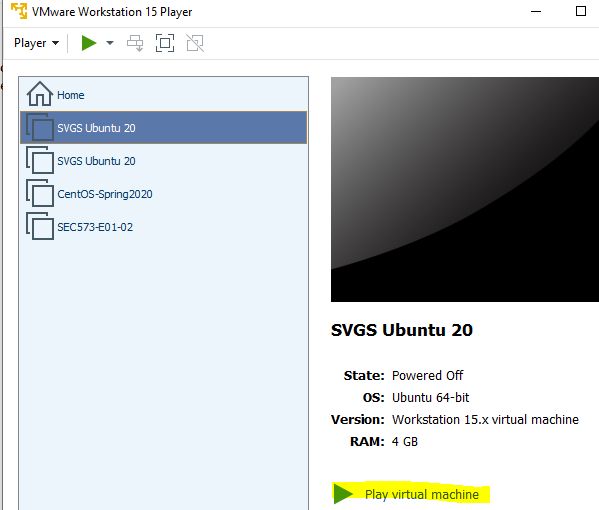 VMware Workstation 15 Player
Player
Home
SVGS Ubuntu 20
SVGS Ubuntu 20
CentOS-Spring2020
SEC573-E01-02
SVGS Ubuntu 20
State: Powered Off
OS: Ubuntu 64-bit
Version: Workstation 15.x virtual machine
RAM: 4 GB
Play virtual machine